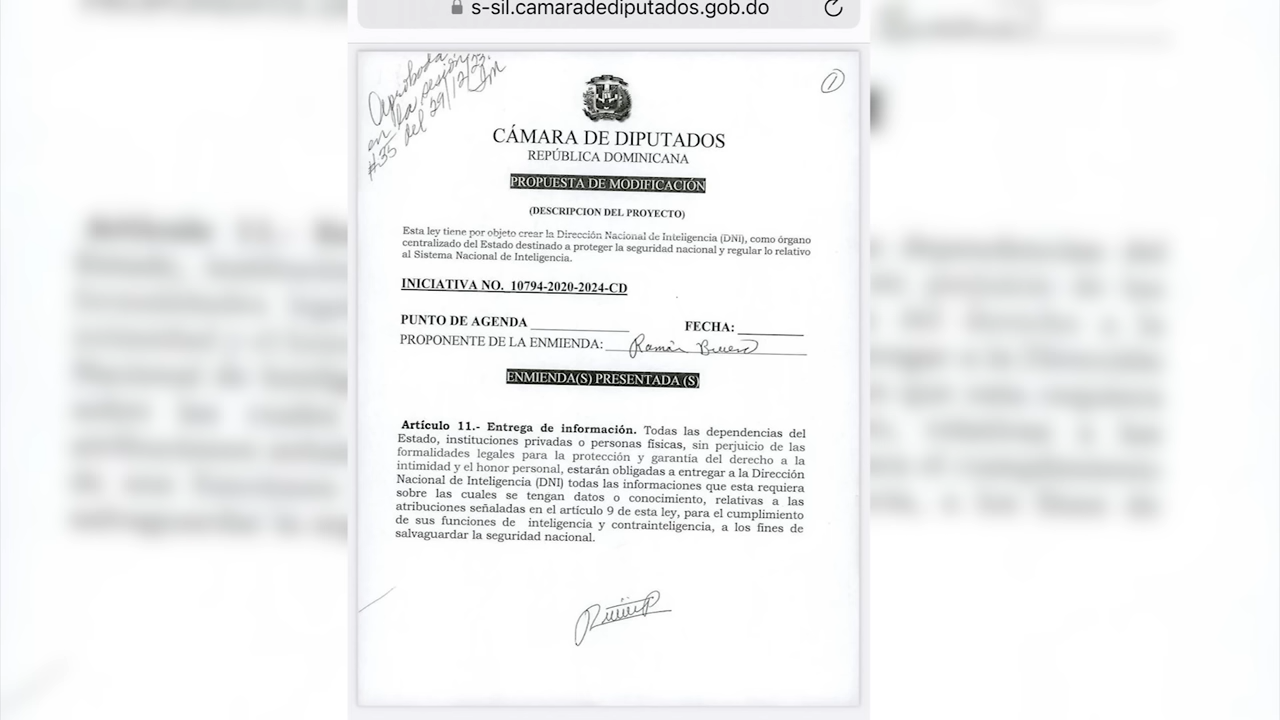 s-sil.camaradediputados.gob.do
Aprobada
en la sesión
#35 del 29/12/23
1
CÁMARA DE DIPUTADOS
REPÚBLICA DOMINICANA
PROPUESTA DE MODIFICACIÓN
(DESCRIPCION DEL PROYECTO)
Esta ley tiene por objeto crear la Dirección Nacional de Inteligencia (DNI), como órgano
centralizado del Estado destinado a proteger la seguridad nacional y regular lo relativo
al Sistema Nacional de Inteligencia.
INICIATIVA NO. 10794-2020-2024-CD
PUNTO DE AGENDA ____________ FECHA: ________
PROPONENTE DE LA ENMIENDA: Ramón
ENMIENDA(S) PRESENTADA (S)
Artículo 11.- Entrega de información. Todas las dependencias del
Estado, instituciones privadas o personas físicas, sin perjuicio de las
formalidades legales para la protección y garantía del derecho a la
intimidad y el honor personal, estarán obligadas a entregar a la Dirección
Nacional de Inteligencia (DNI) todas las informaciones que esta requiera
sobre las cuales se tengan datos o conocimiento, relativas a las
atribuciones señaladas en el artículo 9 de esta ley, para el cumplimiento
de sus funciones de inteligencia y contrainteligencia, a los fines de
salvaguardar la seguridad nacional.